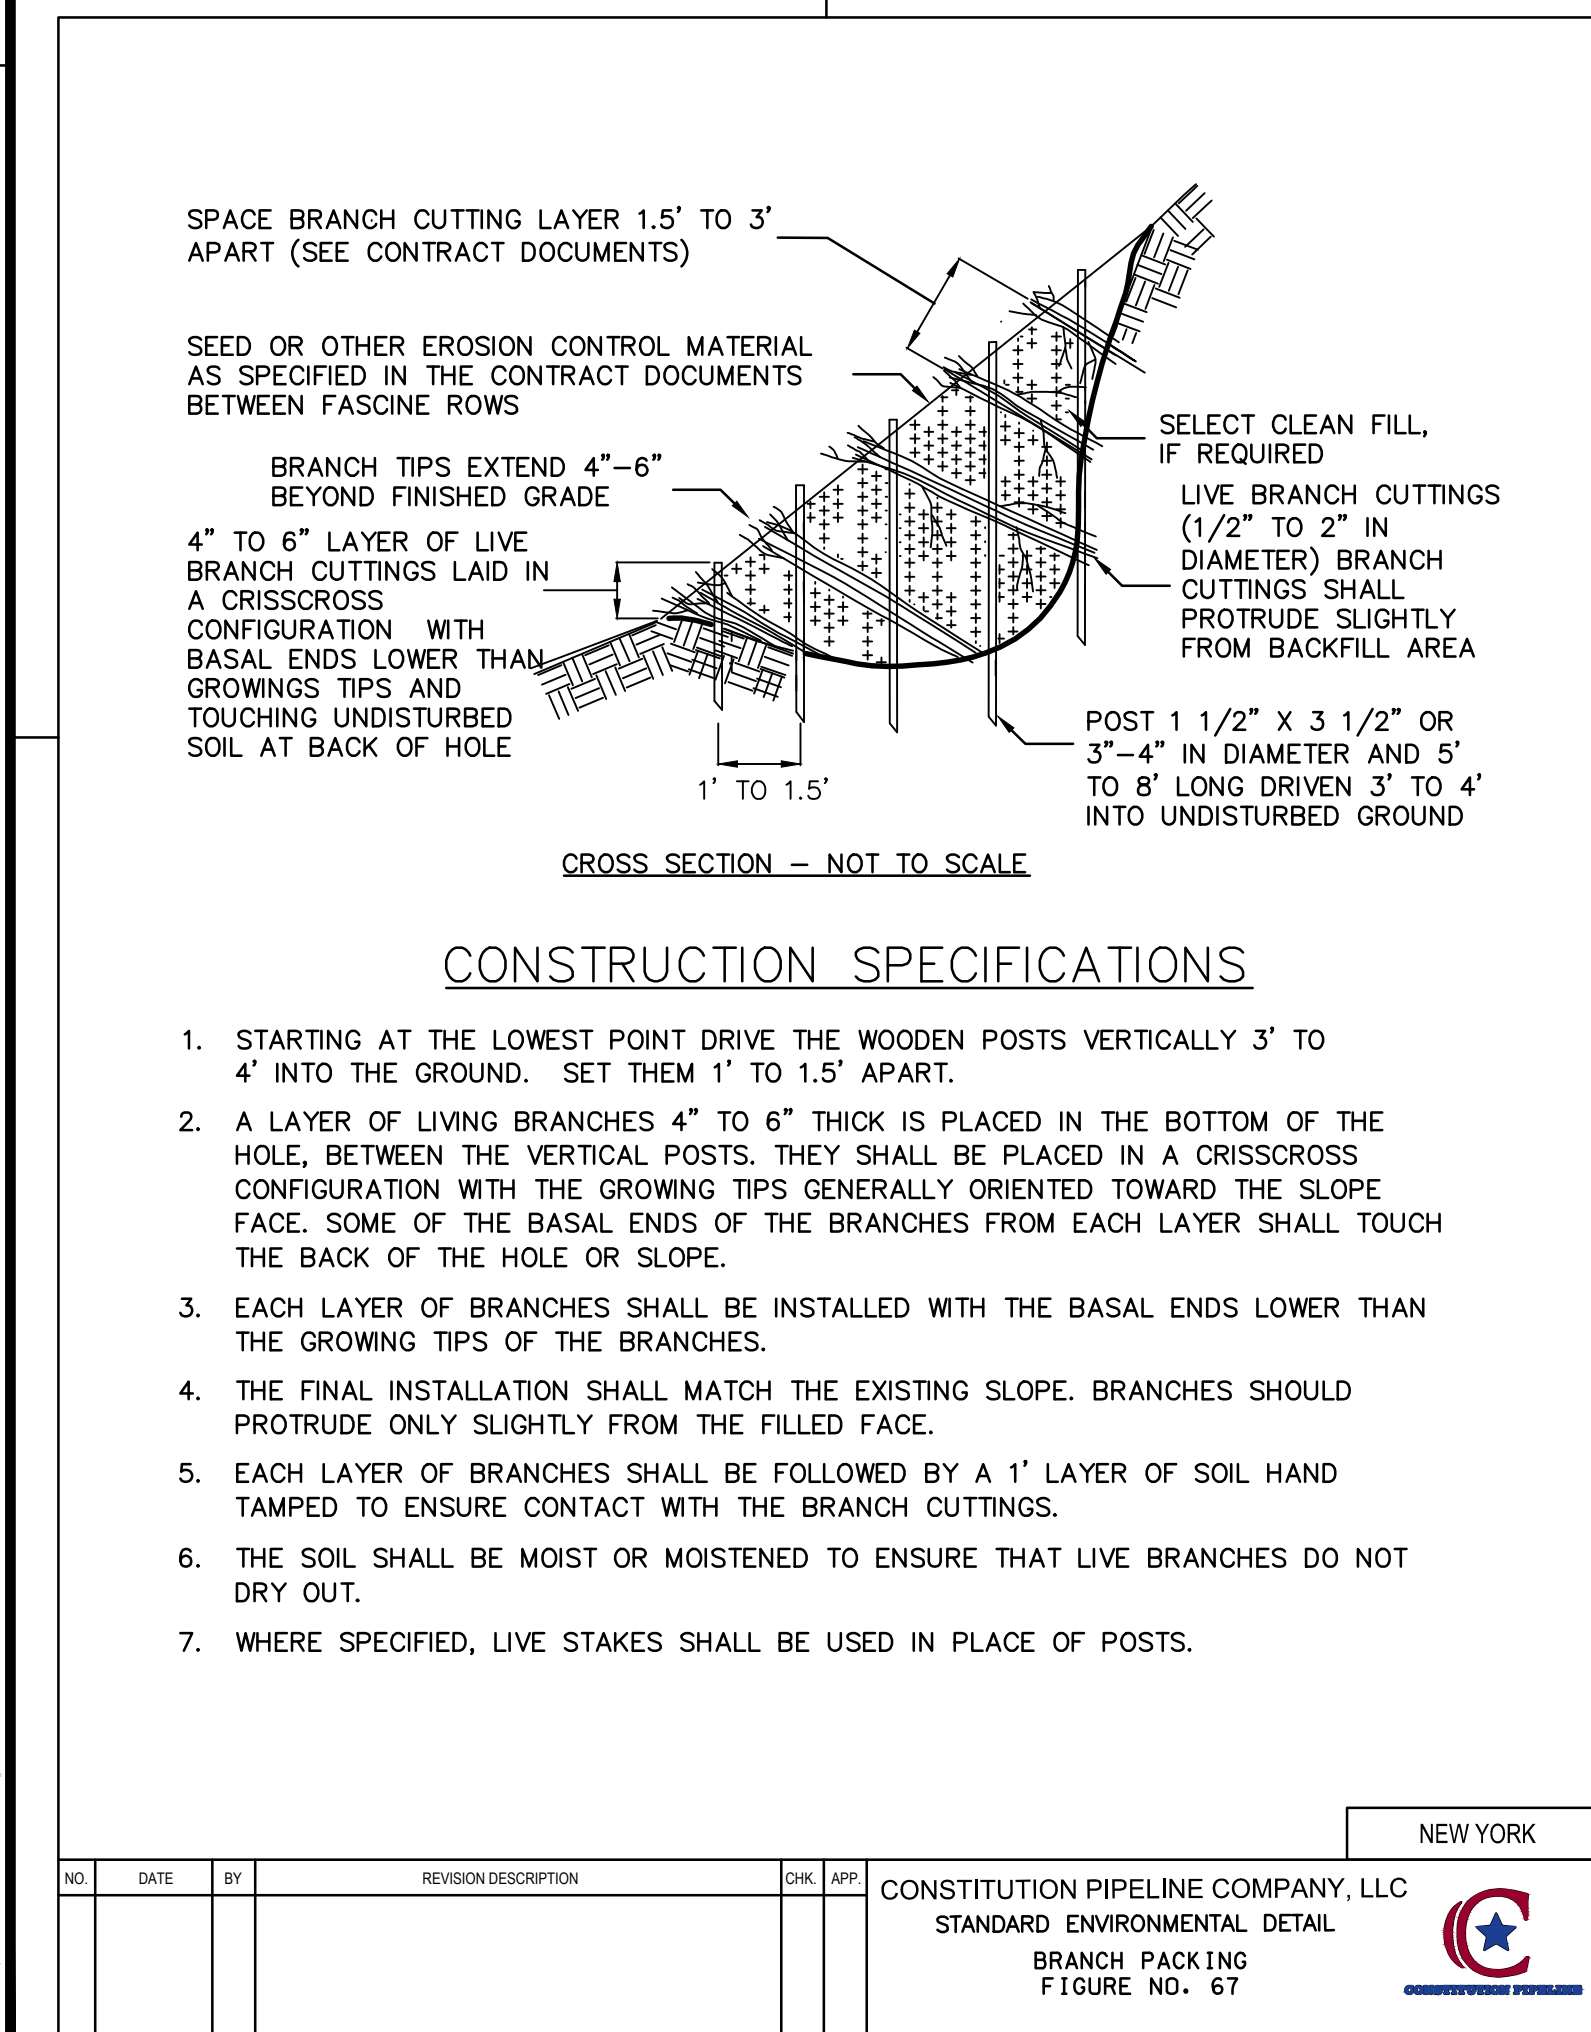 SPACE BRANCH CUTTING LAYER 1.5' TO 3'
APART (SEE CONTRACT DOCUMENTS)
SEED OR OTHER EROSION CONTROL MATERIAL
AS SPECIFIED IN THE CONTRACT DOCUMENTS
BETWEEN FASCINE ROWS
BRANCH TIPS EXTEND 4"-6"
BEYOND FINISHED GRADE
4" TO 6" LAYER OF LIVE
BRANCH CUTTINGS LAID IN
A CRISSCROSS
CONFIGURATION WITH
BASAL ENDS LOWER THAN
GROWINGS TIPS AND
TOUCHING UNDISTURBED
SOIL AT BACK OF HOLE
SELECT CLEAN FILL,
IF REQUIRED
LIVE BRANCH CUTTINGS
(1/2" TO 2" IN
DIAMETER) BRANCH
CUTTINGS SHALL
PROTRUDE SLIGHTLY
FROM BACKFILL AREA
POST 1 1/2" X 3 1/2" OR
3"-4" IN DIAMETER AND 5'
TO 8' LONG DRIVEN 3' TO 4'
INTO UNDISTURBED GROUND
1' TO 1.5'
CROSS SECTION - NOT TO SCALE
CONSTRUCTION SPECIFICATIONS
1. STARTING AT THE LOWEST POINT DRIVE THE WOODEN POSTS VERTICALLY 3' TO
4' INTO THE GROUND. SET THEM 1' TO 1.5' APART.
2. A LAYER OF LIVING BRANCHES 4" TO 6" THICK IS PLACED IN THE BOTTOM OF THE
HOLE, BETWEEN THE VERTICAL POSTS. THEY SHALL BE PLACED IN A CRISSCROSS
CONFIGURATION WITH THE GROWING TIPS GENERALLY ORIENTED TOWARD THE SLOPE
FACE. SOME OF THE BASAL ENDS OF THE BRANCHES FROM EACH LAYER SHALL TOUCH
THE BACK OF THE HOLE OR SLOPE.
3. EACH LAYER OF BRANCHES SHALL BE INSTALLED WITH THE BASAL ENDS LOWER THAN
THE GROWING TIPS OF THE BRANCHES.
4. THE FINAL INSTALLATION SHALL MATCH THE EXISTING SLOPE. BRANCHES SHOULD
PROTRUDE ONLY SLIGHTLY FROM THE FILLED FACE.
5. EACH LAYER OF BRANCHES SHALL BE FOLLOWED BY A 1' LAYER OF SOIL HAND
TAMPED TO ENSURE CONTACT WITH THE BRANCH CUTTINGS.
6. THE SOIL SHALL BE MOIST OR MOISTENED TO ENSURE THAT LIVE BRANCHES DO NOT
DRY OUT.
7. WHERE SPECIFIED, LIVE STAKES SHALL BE USED IN PLACE OF POSTS.
NEW YORK
NO. DATE BY REVISION DESCRIPTION CHK. APP.
CONSTITUTION PIPELINE COMPANY, LLC
STANDARD ENVIRONMENTAL DETAIL
BRANCH PACKING
FIGURE NO. 67
CONSTITUTION PIPELINE